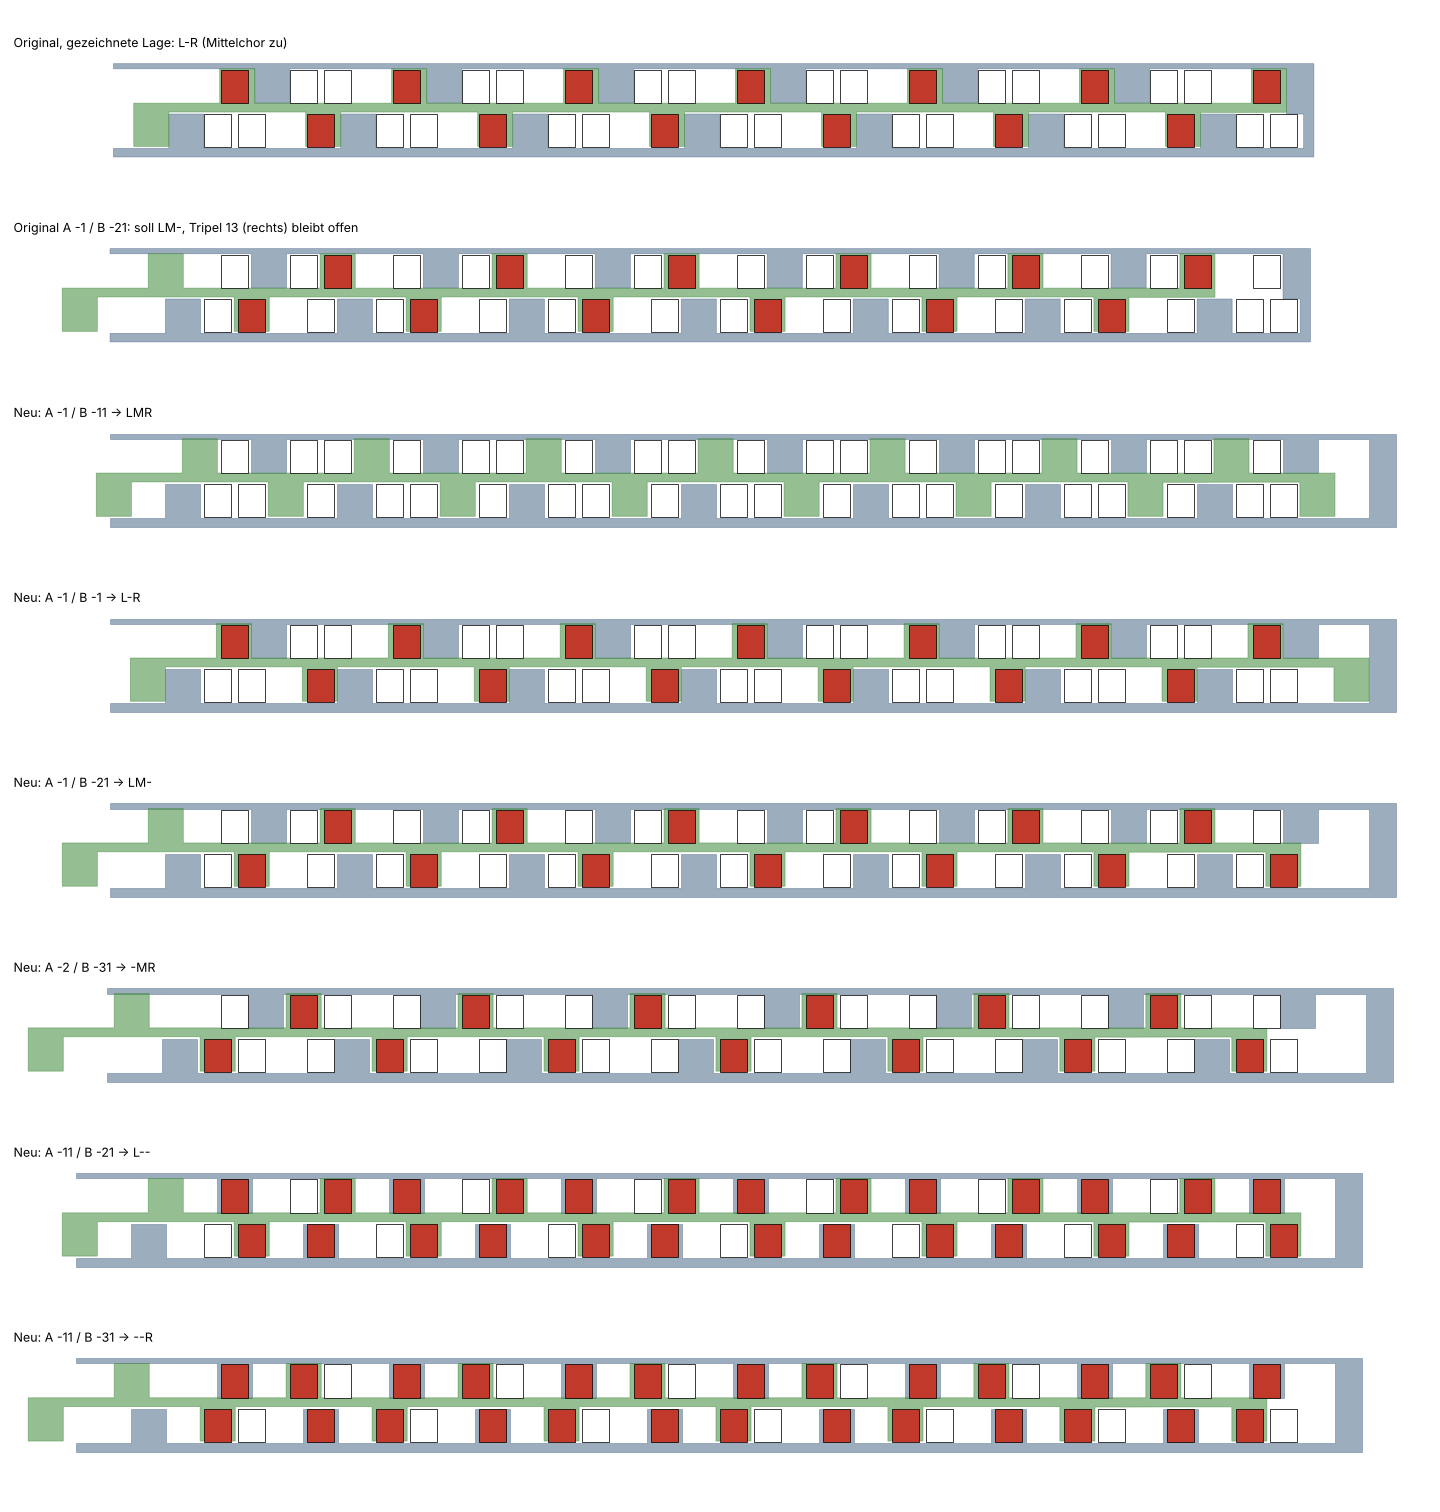 Original, gezeichnete Lage: L-R (Mittelchor zu)
Original A -1 / B -21: soll LM-, Tripel 13 (rechts) bleibt offen
Neu: A -1 / B -11 → LMR
Neu: A -1 / B -1 → L-R
Neu: A -1 / B -21 → LM-
Neu: A -2 / B -31 → -MR
Neu: A -11 / B -21 → L--
Neu: A -11 / B -31 → --R